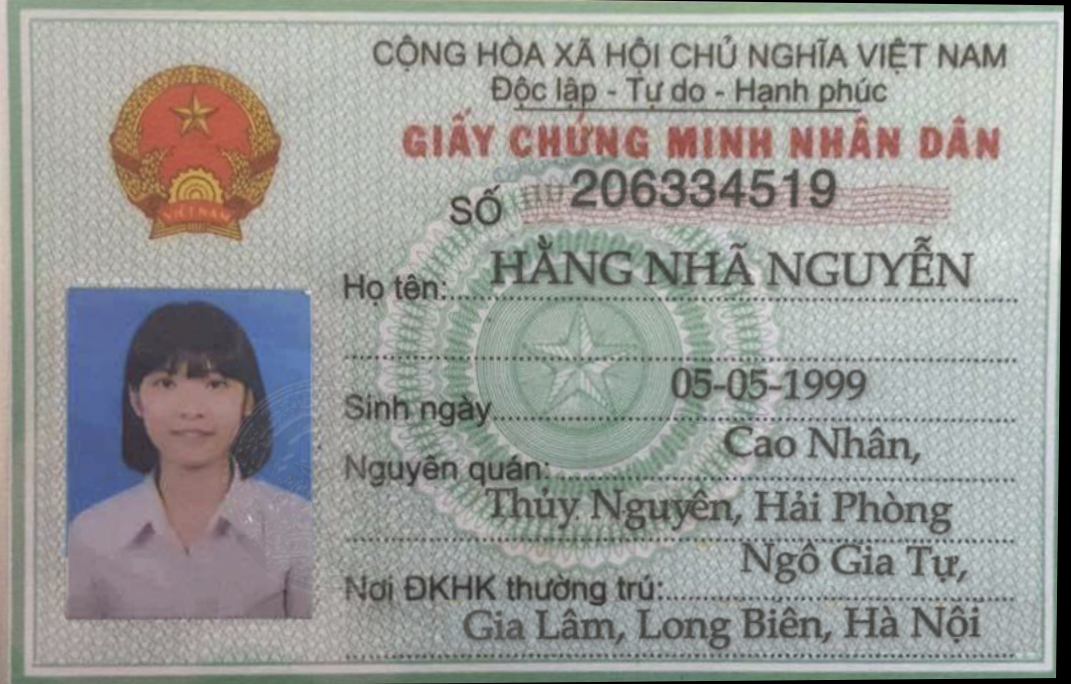 CỘNG HÒA XÃ HỘI CHỦ NGHĨA VIỆT NAM
Độc lập - Tự do - Hạnh phúc
GIẤY CHỨNG MINH NHÂN DÂN
SỐ 206334519
VIỆT NAM
Họ tên: HẰNG NHÃ NGUYỄN
Sinh ngày 05-05-1999
Nguyên quán: Cao Nhân,
Thủy Nguyên, Hải Phòng
Nơi ĐKHK thường trú: Ngô Gia Tự,
Gia Lâm, Long Biên, Hà Nội